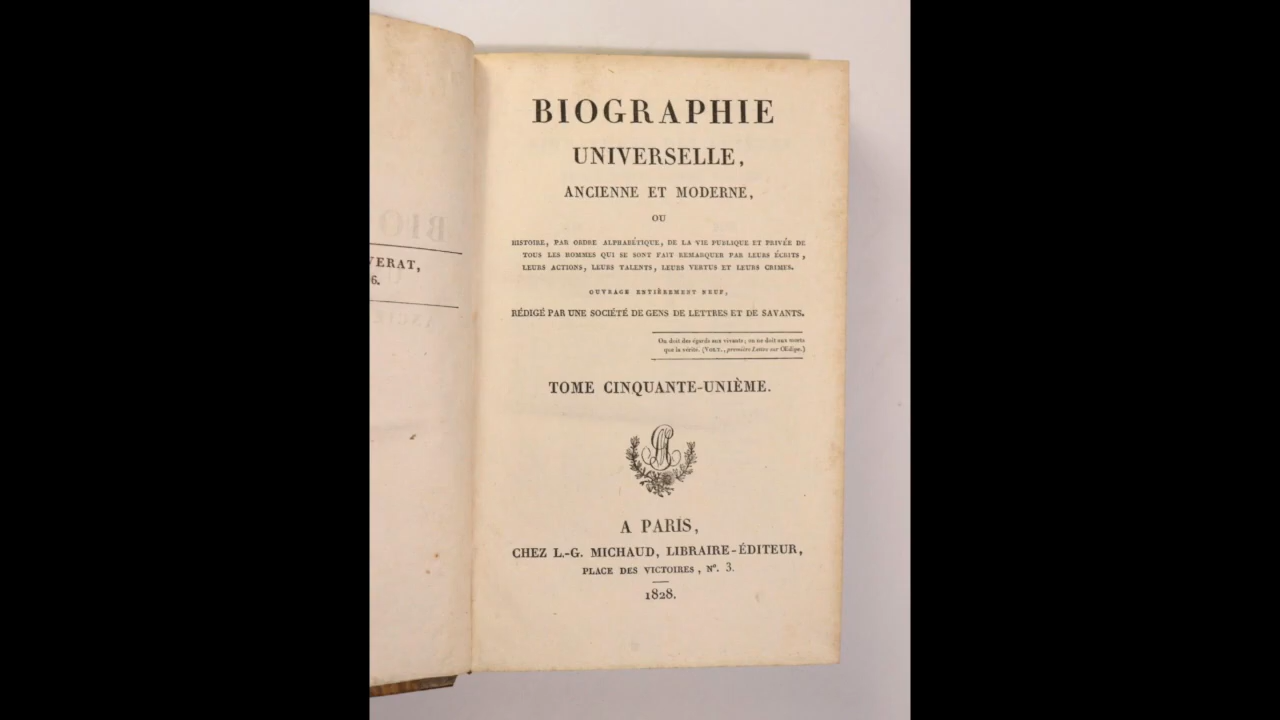 VERAT,
6.
BIOGRAPHIE
UNIVERSELLE,
ANCIENNE ET MODERNE,
OU
HISTOIRE, PAR ORDRE ALPHABÉTIQUE, DE LA VIE PUBLIQUE ET PRIVÉE DE
TOUS LES HOMMES QUI SE SONT FAIT REMARQUER PAR LEURS ÉCRITS,
LEURS ACTIONS, LEURS TALENTS, LEURS VERTUS ET LEURS CRIMES.
OUVRAGE ENTIÈREMENT NEUF,
RÉDIGÉ PAR UNE SOCIÉTÉ DE GENS DE LETTRES ET DE SAVANTS.
On doit des égards aux vivants; on ne doit aux morts
que la vérité. (VOLT., première Lettre sur Œdipe.)
TOME CINQUANTE-UNIÈME.
A PARIS,
CHEZ L.-G. MICHAUD, LIBRAIRE-ÉDITEUR,
PLACE DES VICTOIRES, Nº. 3.
1828.